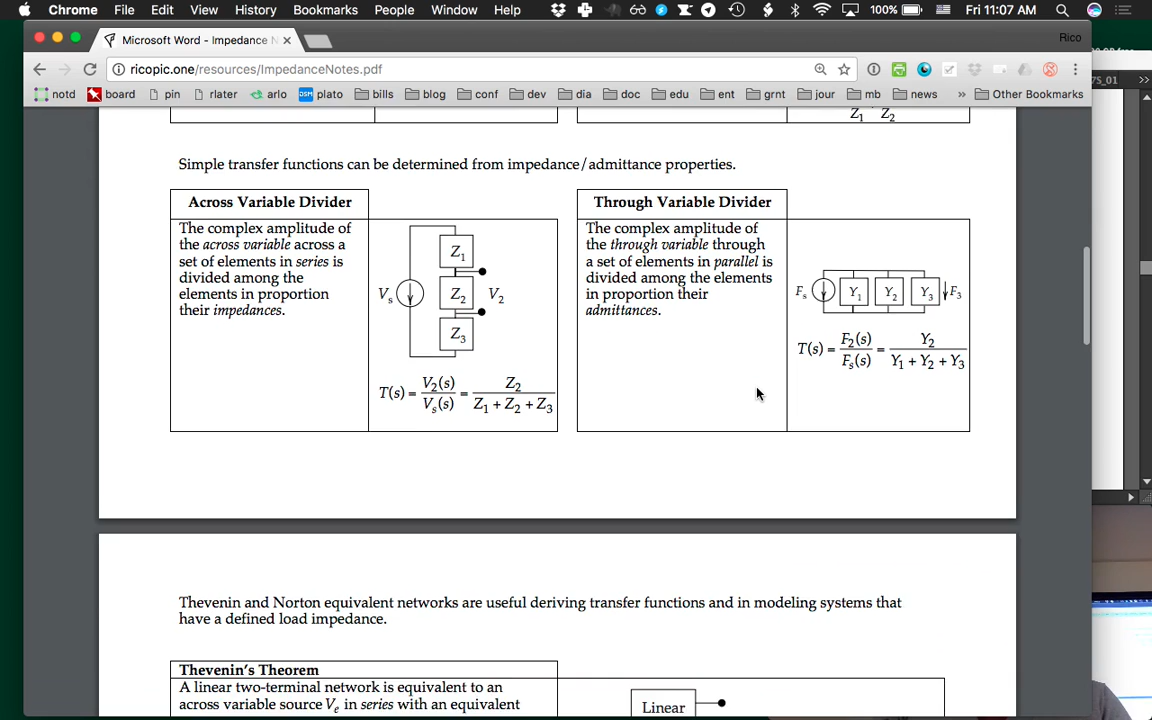 Chrome File Edit View History Bookmarks People Window Help 100% Fri 11:07 AM
Microsoft Word - Impedance N
Rico
ricopic.one/resources/ImpedanceNotes.pdf
notd board pin rlater arlo plato bills blog conf dev dia doc edu ent grnt jour mb news » Other Bookmarks
7S_01
Z1 Z2
Simple transfer functions can be determined from impedance/admittance properties.
Across Variable Divider
The complex amplitude of
the across variable across a
set of elements in series is
divided among the
elements in proportion
their impedances.
Z1
Vs Z2 V2
Z3
T(s) = V2(s) / Vs(s) = Z2 / Z1 + Z2 + Z3
Through Variable Divider
The complex amplitude of
the through variable through
a set of elements in parallel is
divided among the elements
in proportion their
admittances.
Fs Y1 Y2 Y3 F3
T(s) = F2(s) / Fs(s) = Y2 / Y1 + Y2 + Y3
Thevenin and Norton equivalent networks are useful deriving transfer functions and in modeling systems that
have a defined load impedance.
Thevenin's Theorem
A linear two-terminal network is equivalent to an
across variable source Ve in series with an equivalent
Linear